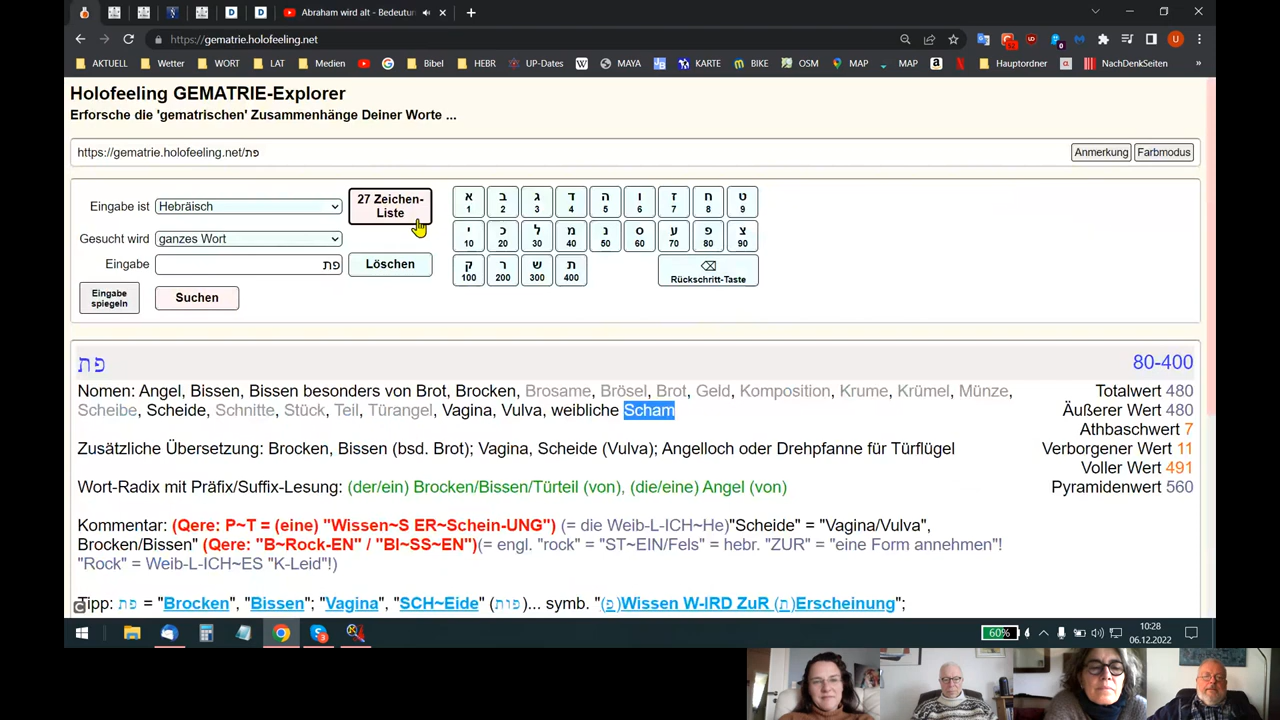 Abraham wird alt - Bedeutun
https://gematrie.holofeeling.net
AKTUELL Wetter WORT LAT Medien Bibel HEBR UP-Dates MAYA KARTE BIKE OSM MAP MAP Hauptordner NachDenkSeiten »
Holofeeling GEMATRIE-Explorer
Erforsche die 'gematrischen' Zusammenhänge Deiner Worte ...
https://gematrie.holofeeling.net/פת Anmerkung Farbmodus
Eingabe ist Hebräisch 27 Zeichen-Liste
Gesucht wird ganzes Wort
Eingabe פת Löschen
Eingabe spiegeln Suchen
א ב ג ד ה ו ז ח ט
1 2 3 4 5 6 7 8 9
י כ ל מ נ ס ע פ צ
10 20 30 40 50 60 70 80 90
ק ר ש ת
100 200 300 400 Rückschritt-Taste
פת 80-400
Nomen: Angel, Bissen, Bissen besonders von Brot, Brocken, Brosame, Brösel, Brot, Geld, Komposition, Krume, Krümel, Münze,
Scheibe, Scheide, Schnitte, Stück, Teil, Türangel, Vagina, Vulva, weibliche Scham
Totalwert 480
Äußerer Wert 480
Athbaschwert 7
Verborgener Wert 11
Voller Wert 491
Pyramidenwert 560
Zusätzliche Übersetzung: Brocken, Bissen (bsd. Brot); Vagina, Scheide (Vulva); Angelloch oder Drehpfanne für Türflügel
Wort-Radix mit Präfix/Suffix-Lesung: (der/ein) Brocken/Bissen/Türteil (von), (die/eine) Angel (von)
Kommentar: (Qere: P~T = (eine) "Wissen~S ER~Schein-UNG") (= die Weib-L-ICH~He)"Scheide" = "Vagina/Vulva",
Brocken/Bissen" (Qere: "B~Rock-EN" / "BI~SS~EN")(= engl. "rock" = "ST~EIN/Fels" = hebr. "ZUR" = "eine Form annehmen"!
"Rock" = Weib-L-ICH~ES "K-Leid"!)
Tipp: פת = "Brocken", "Bissen"; "Vagina", "SCH~Eide" (פות)... symb. "(פ)Wissen W-IRD ZuR (ת)Erscheinung";
60% 10:28
06.12.2022